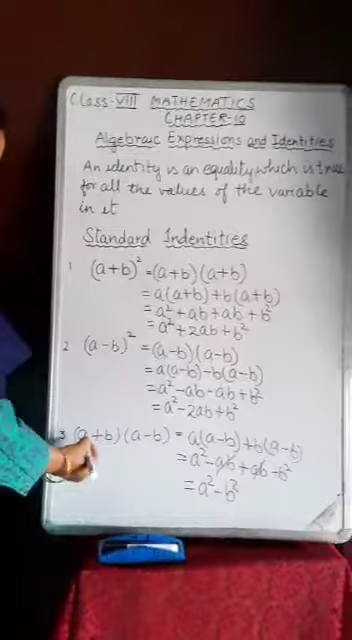 Class-VIII MATHEMATICS
CHAPTER-10
Algebraic Expressions and Identities
An identity is an equality which is true
for all the values of the variable
in it
Standard Indentities
1 (a+b)² = (a+b)(a+b)
= a(a+b)+b(a+b)
= a²+ab+ab+b²
= a²+2ab+b²
2 (a-b)² = (a-b)(a-b)
= a(a-b)-b(a-b)
= a²-ab-ab+b²
= a²-2ab+b²
3 (a+b)(a-b) = a(a-b)+b(a-b)
= a²-ab+ab-b²
= a²-b²